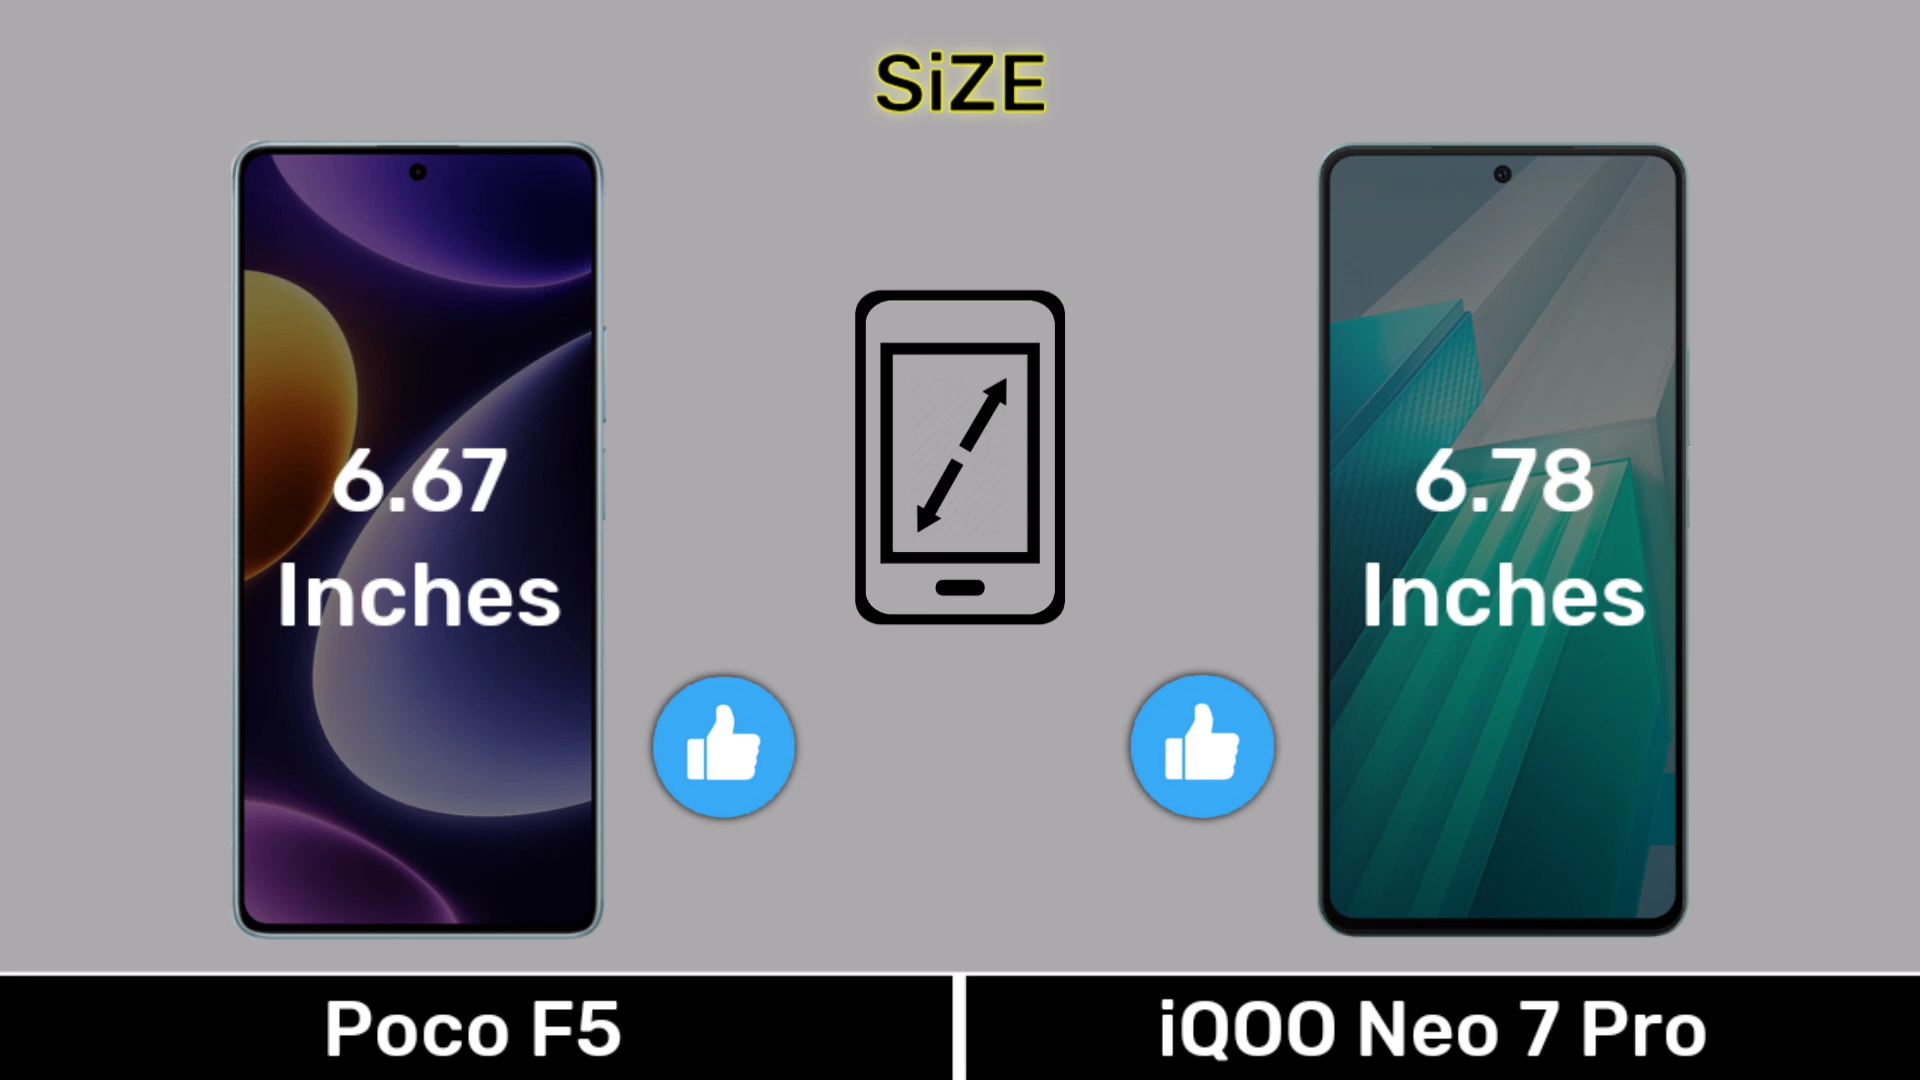 SiZE
6.67
Inches
6.78
Inches
Poco F5
iQOO Neo 7 Pro